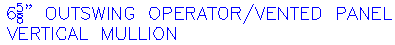 6⅝" OUTSWING OPERATOR/VENTED PANEL
VERTICAL MULLION